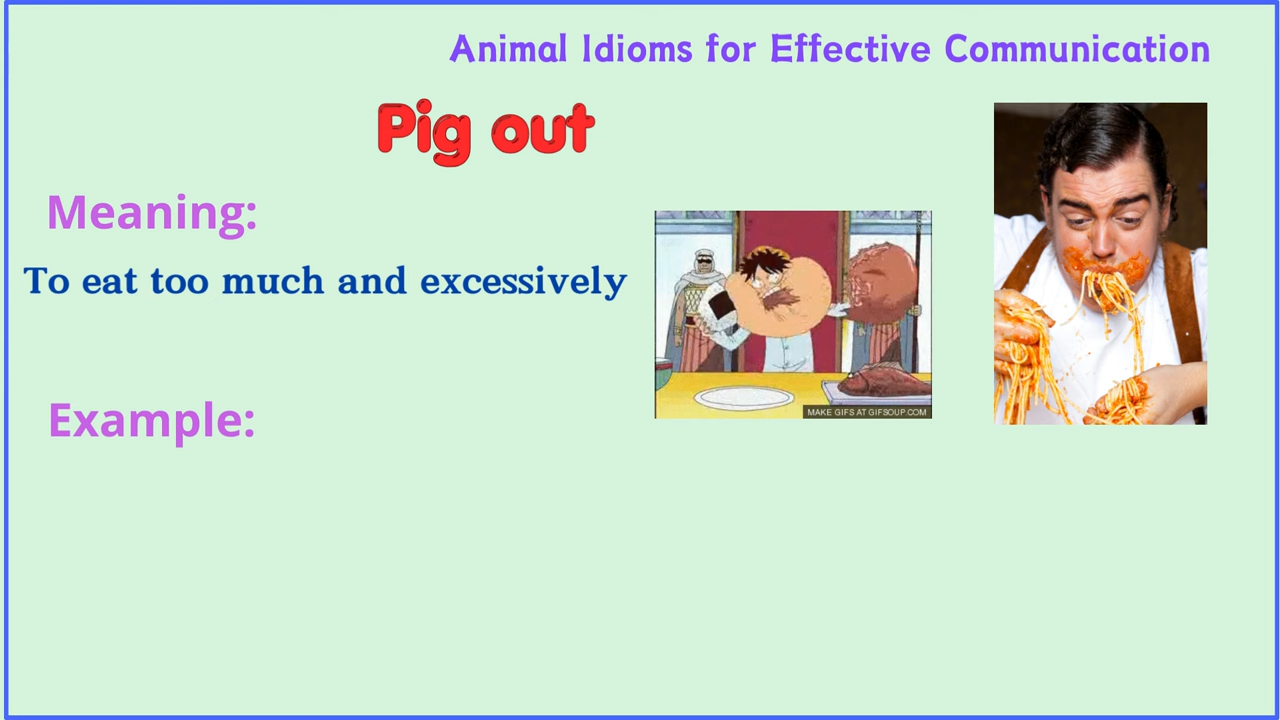 Animal Idioms for Effective Communication
Pig out
Meaning:
To eat too much and excessively
MAKE GIFS AT GIFSOUP.COM
Example: